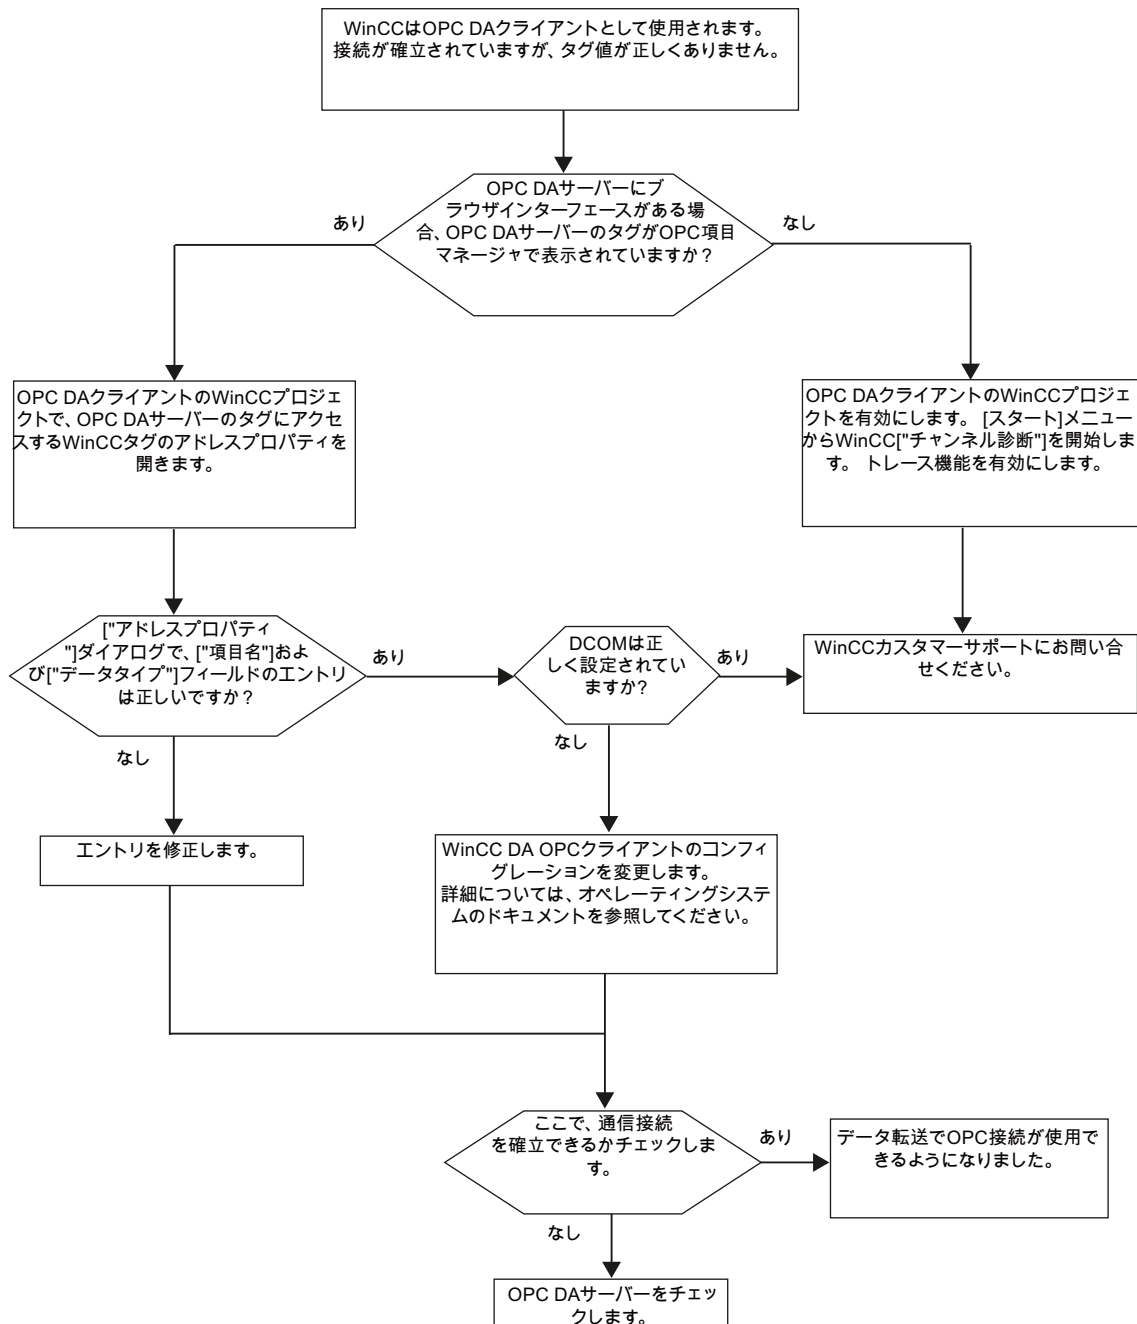 WinCCはOPC DAクライアントとして使用されます。
接続が確立されていますが、タグ値が正しくありません。
OPC DAサーバーにブ
ラウザインターフェースがある場
合、OPC DAサーバーのタグがOPC項目
マネージャで表示されていますか？
あり
なし
OPC DAクライアントのWinCCプロジェ
クトで、OPC DAサーバーのタグにアクセ
スするWinCCタグのアドレスプロパティを
開きます。
OPC DAクライアントのWinCCプロジェ
クトを有効にします。 [スタート]メニュー
からWinCC["チャンネル診断"]を開始しま
す。 トレース機能を有効にします。
["アドレスプロパティ
"]ダイアログで、["項目名"]およ
び["データタイプ"]フィールドのエントリ
は正しいですか？
あり
なし
DCOMは正
しく設定されてい
ますか?
あり
なし
WinCCカスタマーサポートにお問い合
せください。
エントリを修正します。
WinCC DA OPCクライアントのコンフィ
グレーションを変更します。
詳細については、オペレーティングシステ
ムのドキュメントを参照してください。
ここで、通信接続
を確立できるかチェックしま
す。
あり
なし
データ転送でOPC接続が使用で
きるようになりました。
OPC DAサーバーをチェッ
クします。